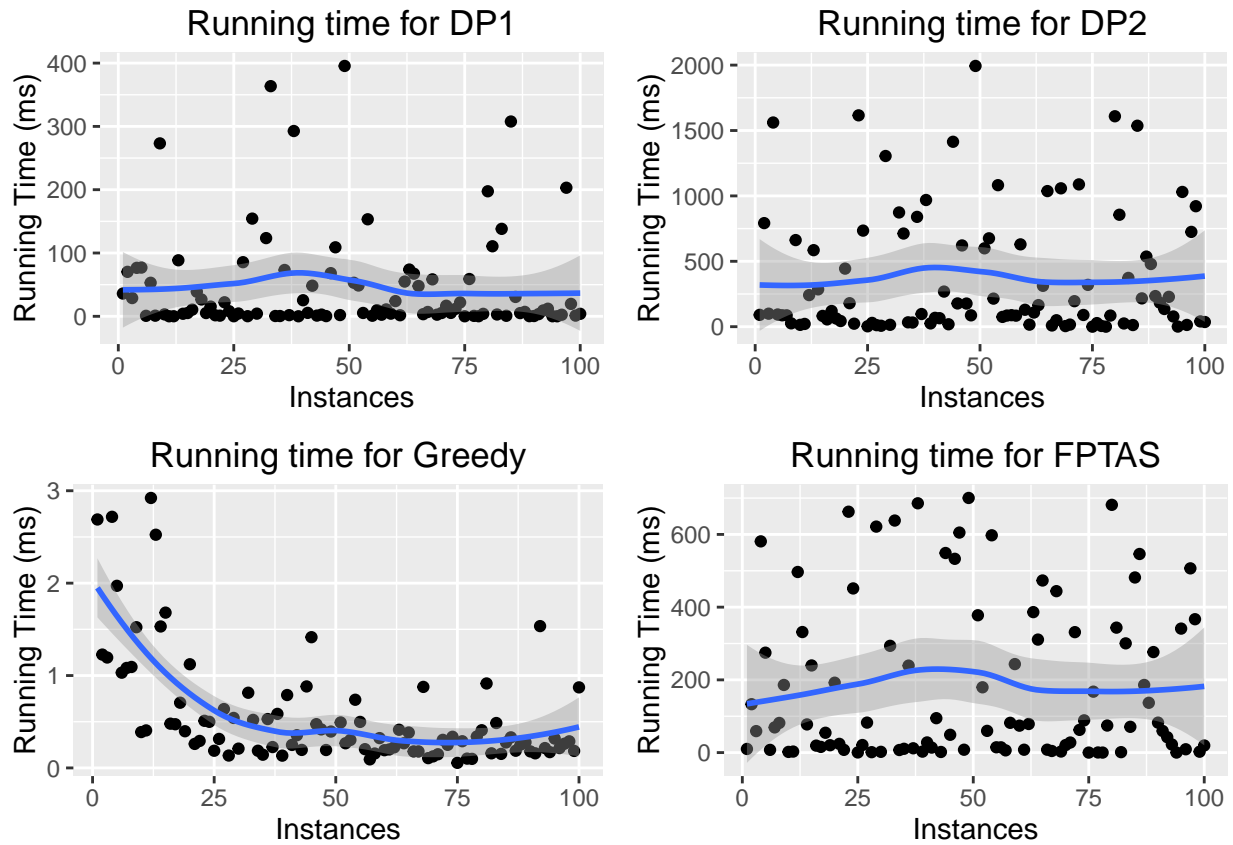 Running time for DP1
Running Time (ms)
400
300
200
100
0
0 25 50 75 100
Instances
Running time for DP2
Running Time (ms)
2000
1500
1000
500
0
0 25 50 75 100
Instances
Running time for Greedy
Running Time (ms)
3
2
1
0
0 25 50 75 100
Instances
Running time for FPTAS
Running Time (ms)
600
400
200
0
0 25 50 75 100
Instances